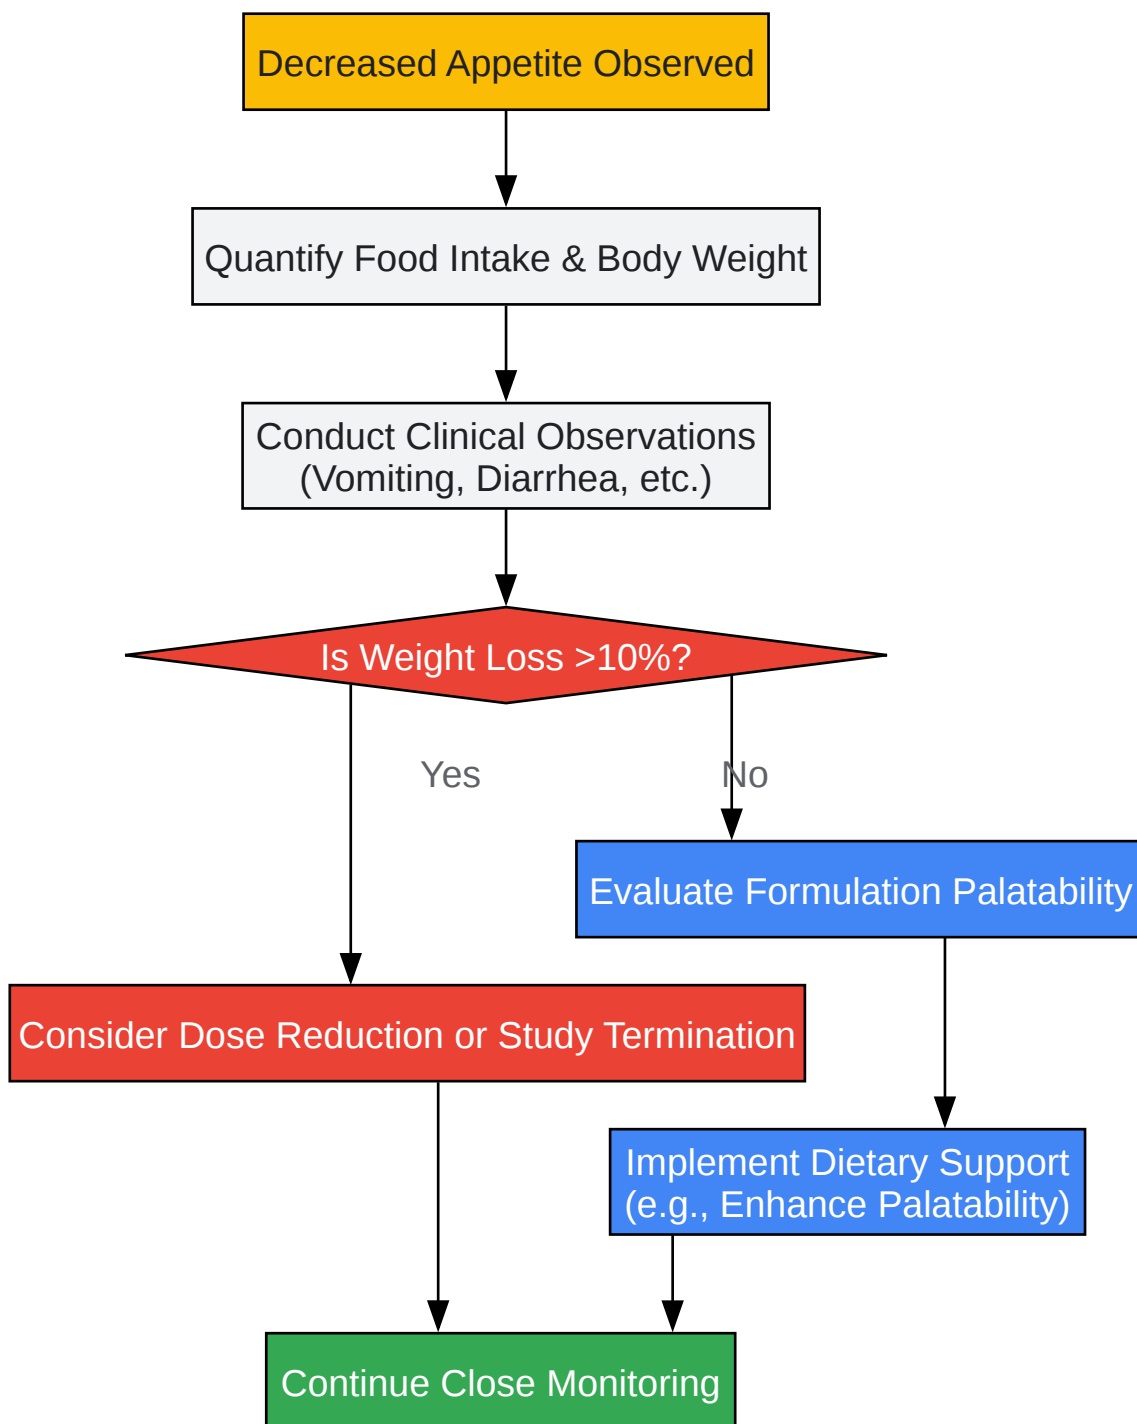 Decreased Appetite Observed
Quantify Food Intake & Body Weight
Conduct Clinical Observations
(Vomiting, Diarrhea, etc.)
Is Weight Loss >10%?
Yes
No
Evaluate Formulation Palatability
Consider Dose Reduction or Study Termination
Implement Dietary Support
(e.g., Enhance Palatability)
Continue Close Monitoring